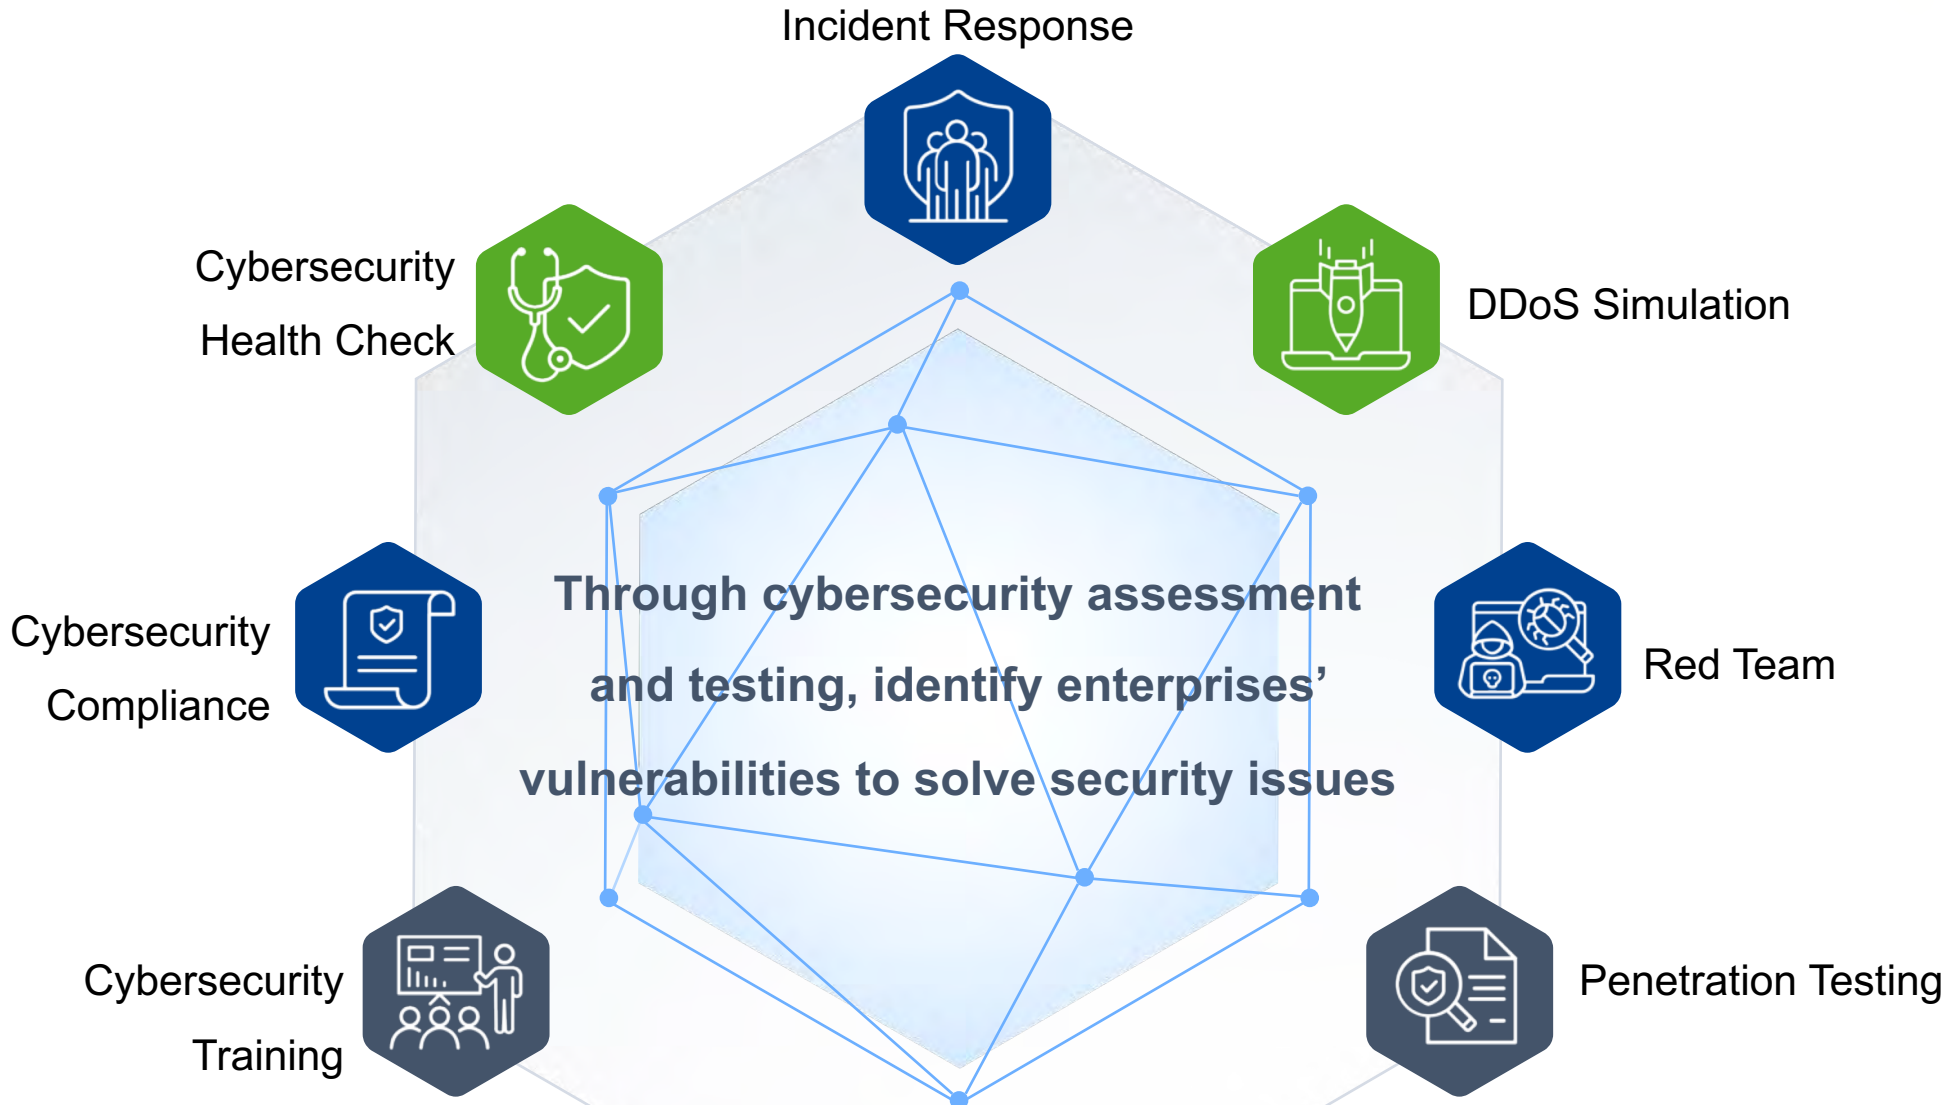 Incident Response
Cybersecurity
Health Check
DDoS Simulation
Through cybersecurity assessment
and testing, identify enterprises’
vulnerabilities to solve security issues
Cybersecurity
Compliance
Red Team
Cybersecurity
Training
Penetration Testing